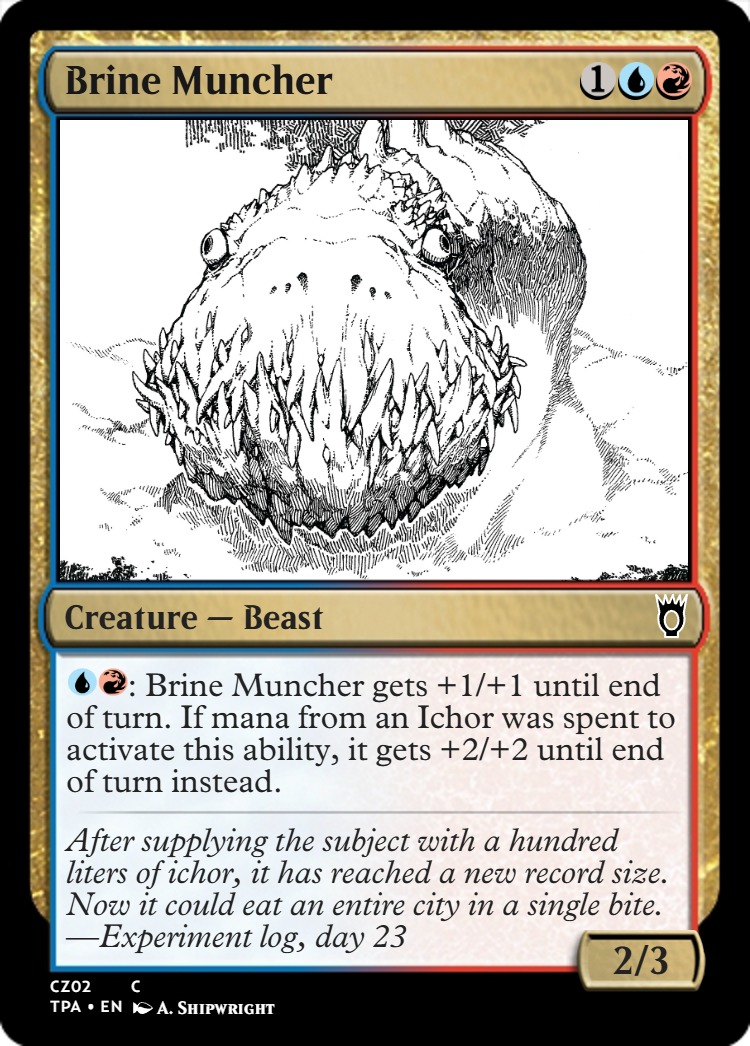 Brine Muncher 1
Creature — Beast
: Brine Muncher gets +1/+1 until end
of turn. If mana from an Ichor was spent to
activate this ability, it gets +2/+2 until end
of turn instead.
After supplying the subject with a hundred
liters of ichor, it has reached a new record size.
Now it could eat an entire city in a single bite.
—Experiment log, day 23
2/3
CZ02 C
TPA • EN A. Shipwright